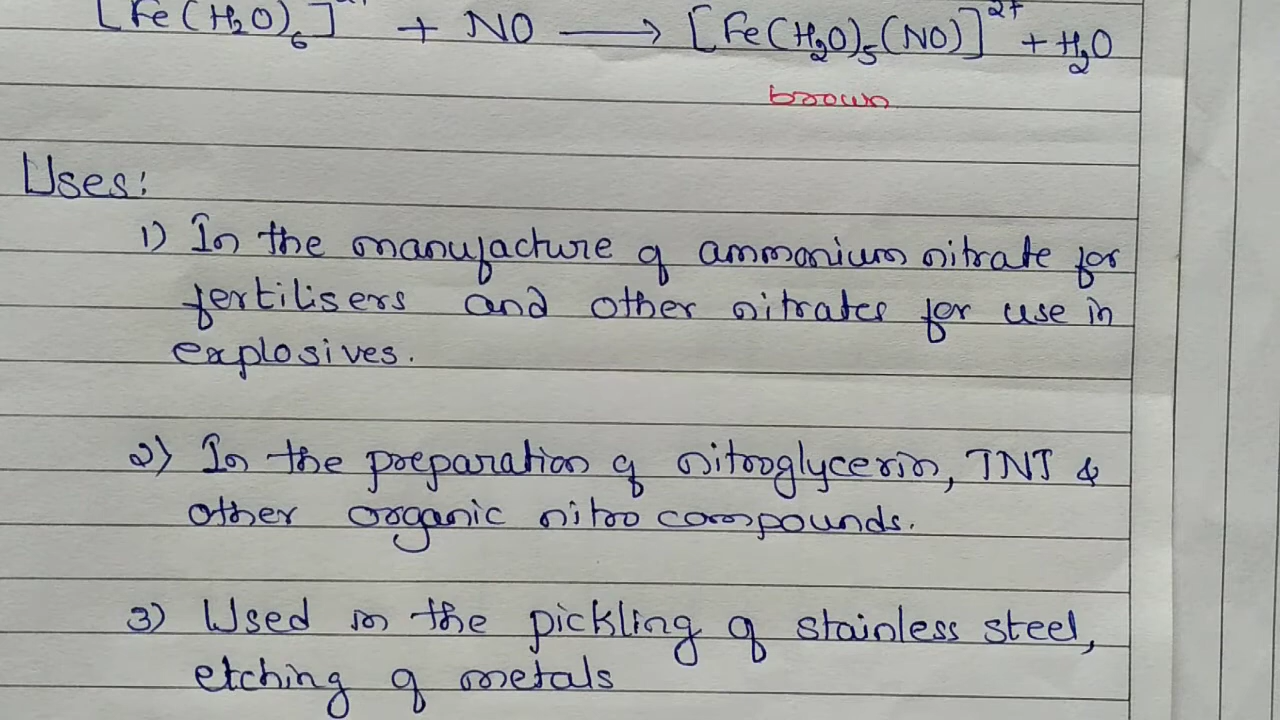 [Fe(H₂O)₆]²⁺ + NO ⟶ [Fe(H₂O)₅(NO)]²⁺ + H₂O
brown
Uses:
1) In the manufacture of ammonium nitrate for
fertilisers and other nitrates for use in
explosives.
2) In the preparation of nitroglycerin, TNT &
other organic nitro compounds.
3) Used in the pickling of stainless steel,
etching of metals